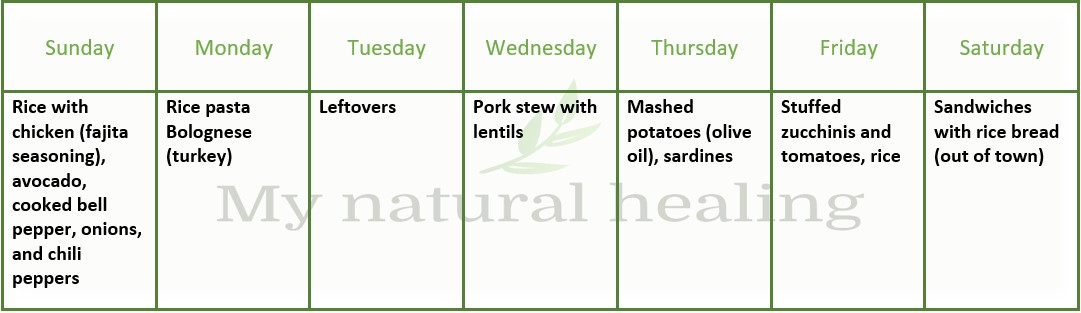 Sunday
Monday
Tuesday
Wednesday
Thursday
Friday
Saturday
Rice with
chicken (fajita
seasoning),
avocado,
cooked bell
pepper, onions,
and chili
peppers
Rice pasta
Bolognese
(turkey)
Leftovers
Pork stew with
lentils
Mashed
potatoes (olive
oil), sardines
Stuffed
zucchinis and
tomatoes, rice
Sandwiches
with rice bread
(out of town)
My natural healing